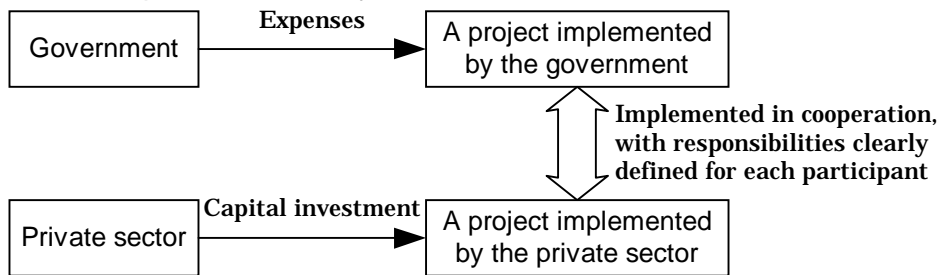 Expenses
Government
A project implemented
by the government
Implemented in cooperation,
with responsibilities clearly
defined for each participant
Capital investment
Private sector
A project implemented
by the private sector